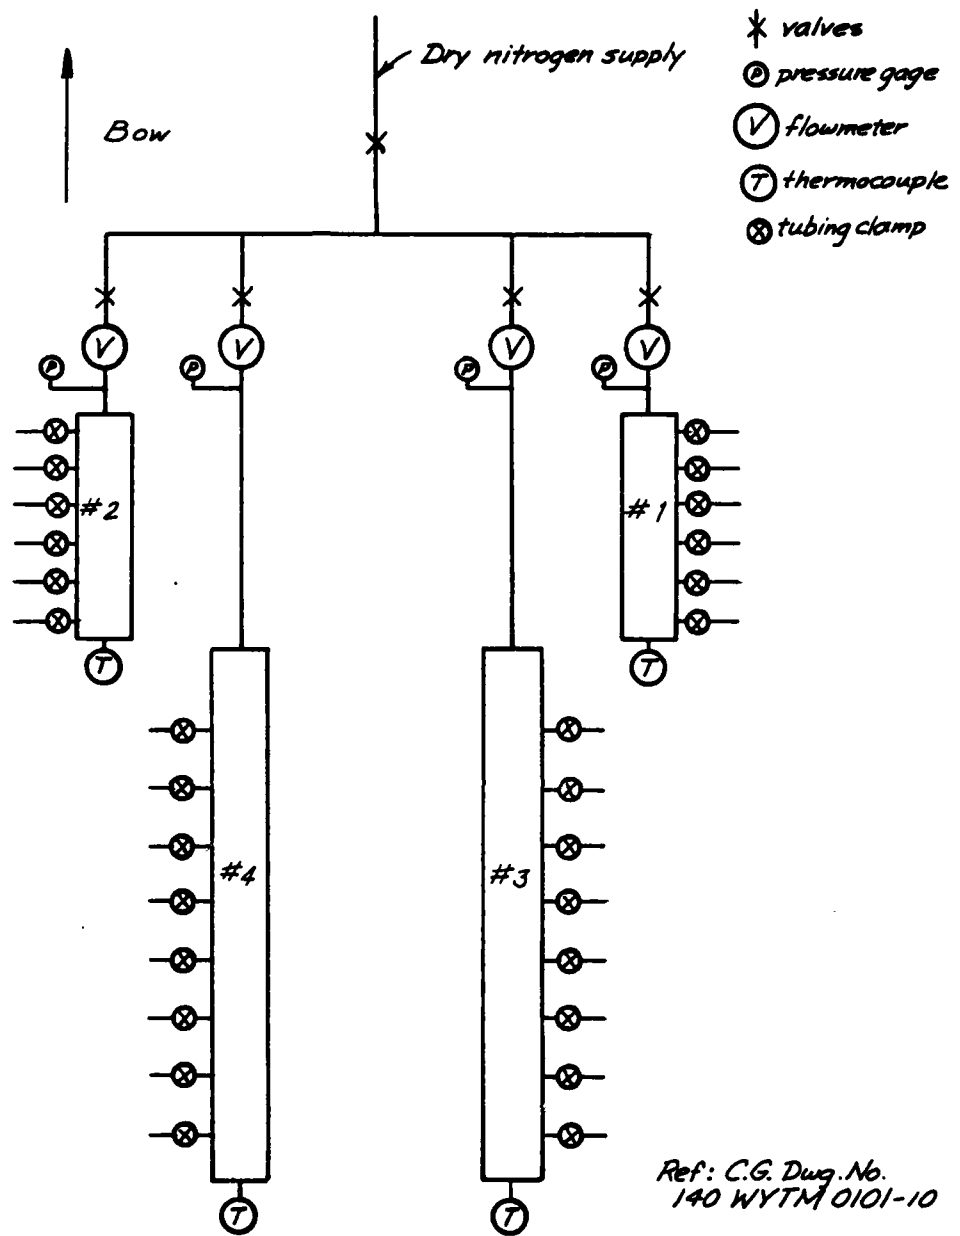 Dry nitrogen supply
Bow
valves
P pressure gage
V flowmeter
T thermocouple
tubing clamp
V
V
V
V
P
P
P
P
#2
#1
T
T
#4
#3
T
T
Ref: C.G. Dwg. No.
140 WYTM 0101-10